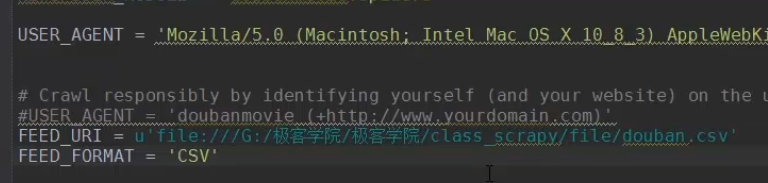 USER_AGENT = 'Mozilla/5.0 (Macintosh; Intel Mac OS X 10_8_3) AppleWebKi
# Crawl responsibly by identifying yourself (and your website) on the u
#USER_AGENT = 'doubanmovie (+http://www.yourdomain.com)'
FEED_URI = u'file:///G:/极客学院/极客学院/class_scrapy/file/douban.csv'
FEED_FORMAT = 'CSV'